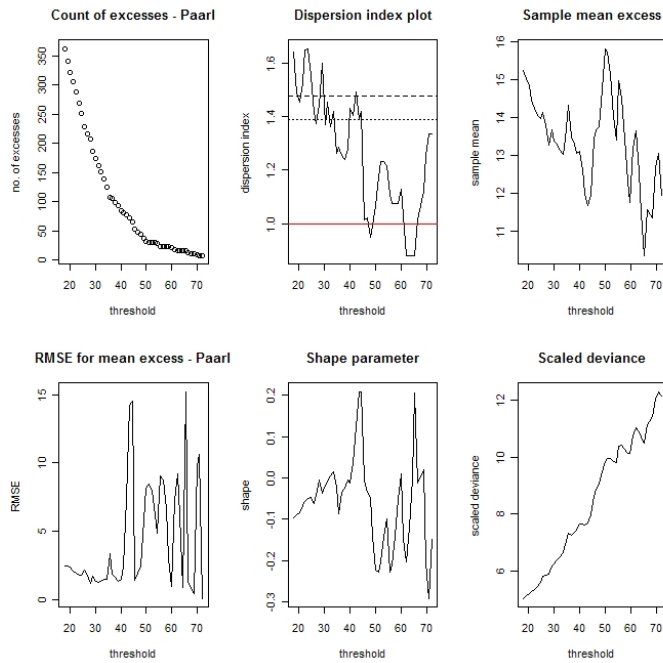 Count of excesses - Paarl
no. of excesses
0 50 100 150 200 250 300 350
20 30 40 50 60 70
threshold
Dispersion index plot
dispersion index
1.0 1.2 1.4 1.6
20 30 40 50 60 70
threshold
Sample mean excess
sample mean
11 12 13 14 15 16
20 30 40 50 60 70
threshold
RMSE for mean excess - Paarl
RMSE
0 5 10 15
20 30 40 50 60 70
threshold
Shape parameter
shape
-0.3 -0.2 -0.1 0.0 0.1 0.2
20 30 40 50 60 70
threshold
Scaled deviance
scaled deviance
6 8 10 12
20 30 40 50 60 70
threshold